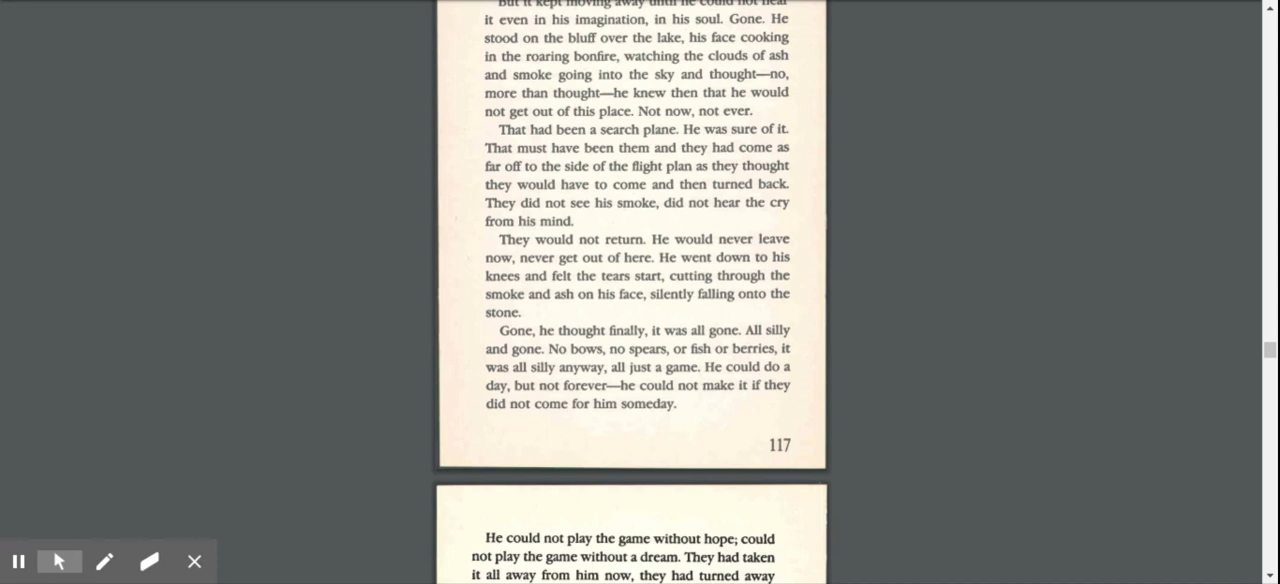 But it kept moving away until he could not hear
it even in his imagination, in his soul. Gone. He
stood on the bluff over the lake, his face cooking
in the roaring bonfire, watching the clouds of ash
and smoke going into the sky and thought—no,
more than thought—he knew then that he would
not get out of this place. Not now, not ever.
That had been a search plane. He was sure of it.
That must have been them and they had come as
far off to the side of the flight plan as they thought
they would have to come and then turned back.
They did not see his smoke, did not hear the cry
from his mind.
They would not return. He would never leave
now, never get out of here. He went down to his
knees and felt the tears start, cutting through the
smoke and ash on his face, silently falling onto the
stone.
Gone, he thought finally, it was all gone. All silly
and gone. No bows, no spears, or fish or berries, it
was all silly anyway, all just a game. He could do a
day, but not forever—he could not make it if they
did not come for him someday.
117
He could not play the game without hope; could
not play the game without a dream. They had taken
it all away from him now, they had turned away